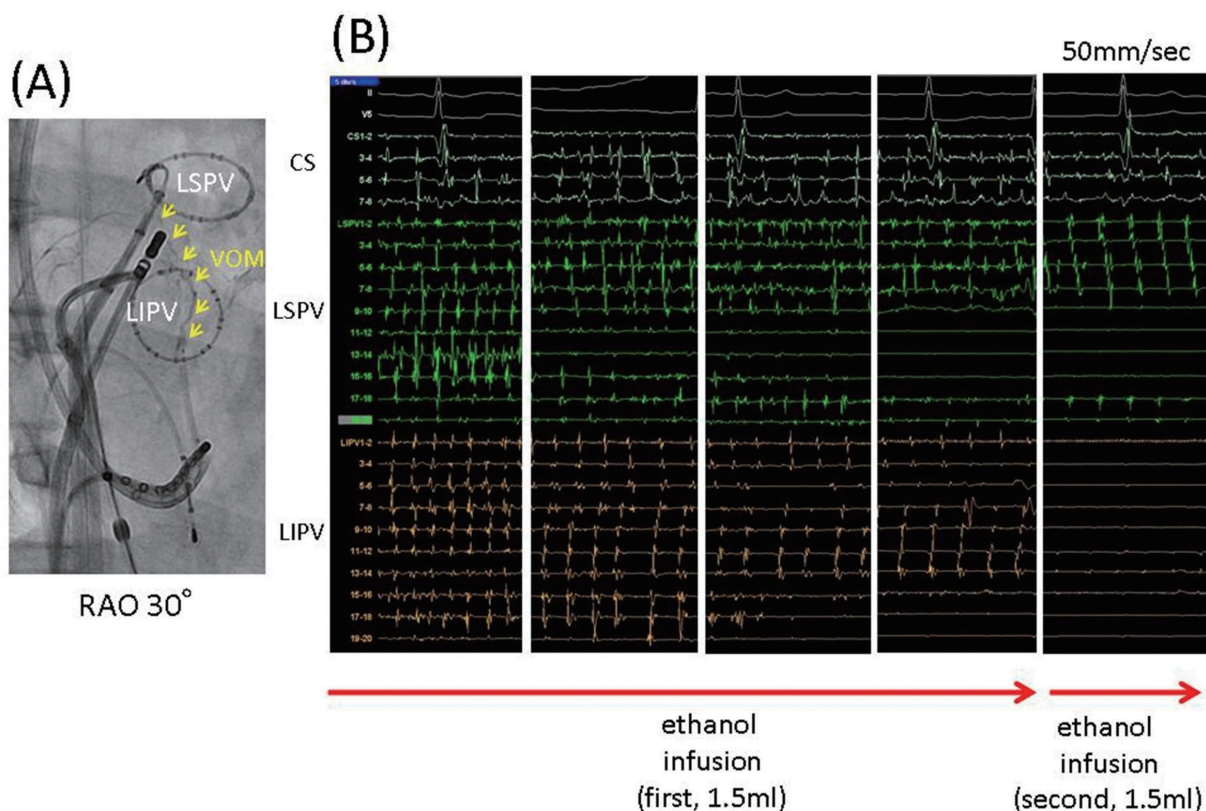 (A)
LSPV
VOM
LIPV
RAO 30°
(B)
50mm/sec
CS
LSPV
LIPV
II
V5
CS1-2
3-4
5-6
7-8
LSPV1-2
3-4
5-6
7-8
9-10
11-12
13-14
15-16
17-18
LIPV1-2
3-4
5-6
7-8
9-10
11-12
13-14
15-16
17-18
19-20
ethanol
infusion
(first, 1.5ml)
ethanol
infusion
(second, 1.5ml)